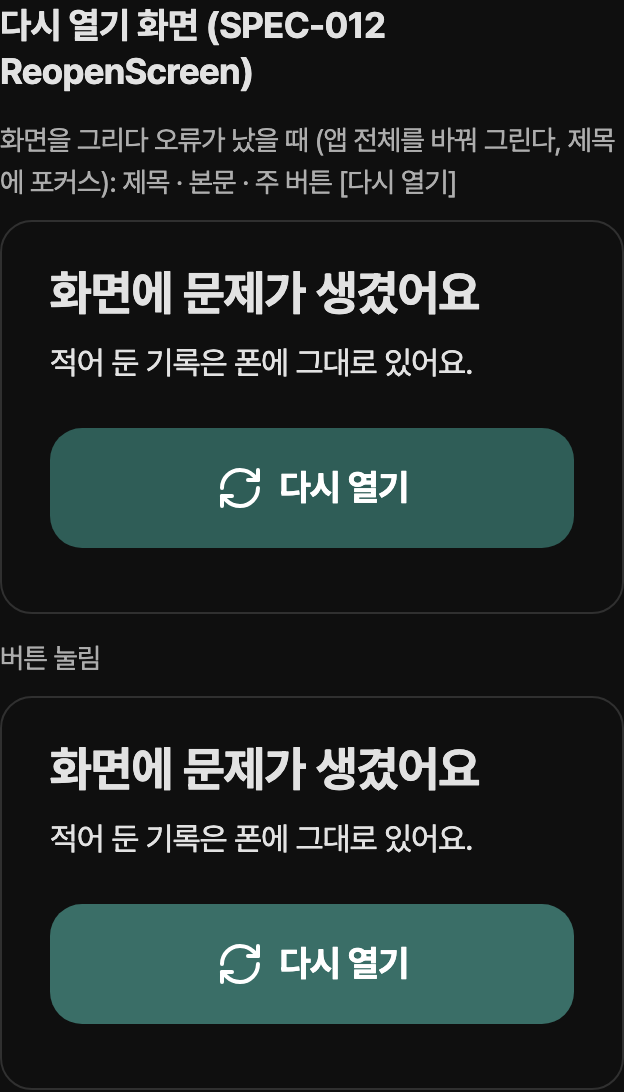 다시 열기 화면 (SPEC-012
ReopenScreen)
화면을 그리다 오류가 났을 때 (앱 전체를 바꿔 그린다, 제목
에 포커스): 제목 · 본문 · 주 버튼 [다시 열기]
화면에 문제가 생겼어요
적어 둔 기록은 폰에 그대로 있어요.
다시 열기
버튼 눌림
화면에 문제가 생겼어요
적어 둔 기록은 폰에 그대로 있어요.
다시 열기